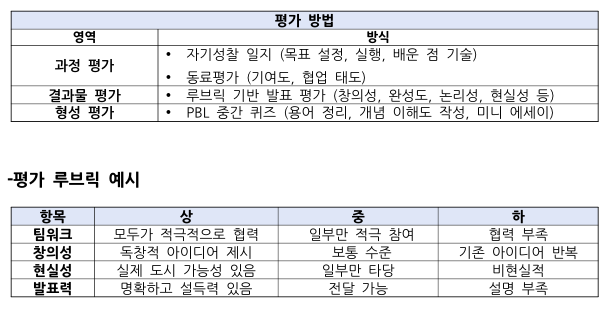 평가 방법
영역 방식
과정 평가
• 자기성찰 일지 (목표 설정, 실행, 배운 점 기술)
• 동료평가 (기여도, 협업 태도)
결과물 평가 • 루브릭 기반 발표 평가 (창의성, 완성도, 논리성, 현실성 등)
형성 평가 • PBL 중간 퀴즈 (용어 정리, 개념 이해도 작성, 미니 에세이)
-평가 루브릭 예시
항목 상 중 하
팀워크 모두가 적극적으로 협력 일부만 적극 참여 협력 부족
창의성 독창적 아이디어 제시 보통 수준 기존 아이디어 반복
현실성 실제 도시 가능성 있음 일부만 타당 비현실적
발표력 명확하고 설득력 있음 전달 가능 설명 부족